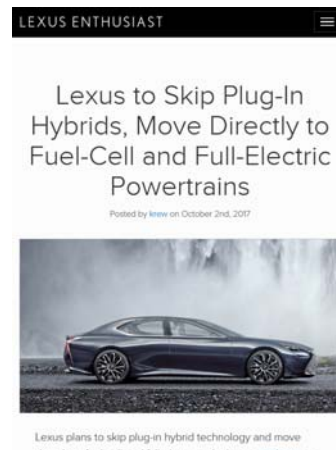 LEXUS ENTHUSIAST
Lexus to Skip Plug-In
Hybrids, Move Directly to
Fuel-Cell and Full-Electric
Powertrains
Posted by krew on October 2nd, 2017
Lexus plans to skip plug-in hybrid technology and move